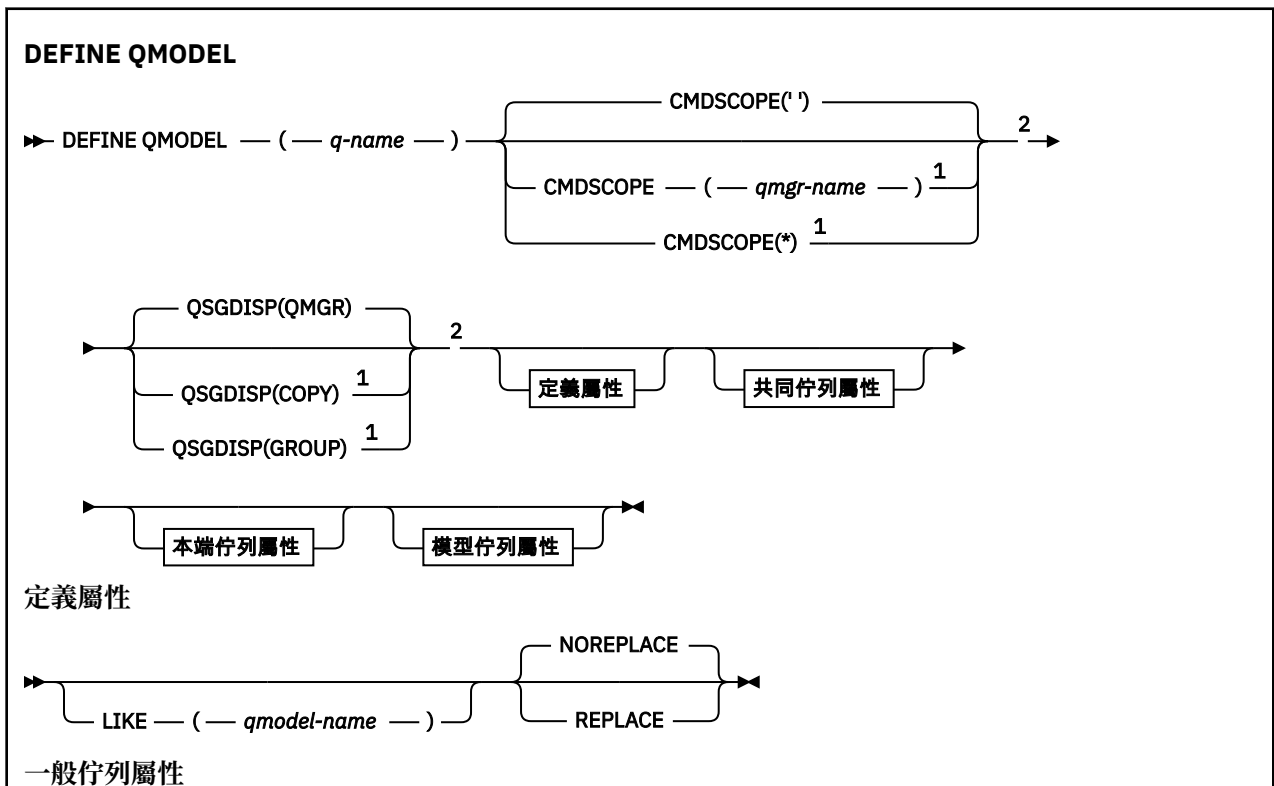 DEFINE QMODEL
CMDSCOPE(' ')
DEFINE QMODEL ( q-name ) 2
CMDSCOPE ( qmgr-name ) 1
CMDSCOPE(*) 1
QSGDISP(QMGR)
2
QSGDISP(COPY) 1 定義屬性 共同佇列屬性
QSGDISP(GROUP) 1
本端佇列屬性 模型佇列屬性
定義屬性
NOREPLACE
LIKE ( qmodel-name ) REPLACE
一般佇列屬性